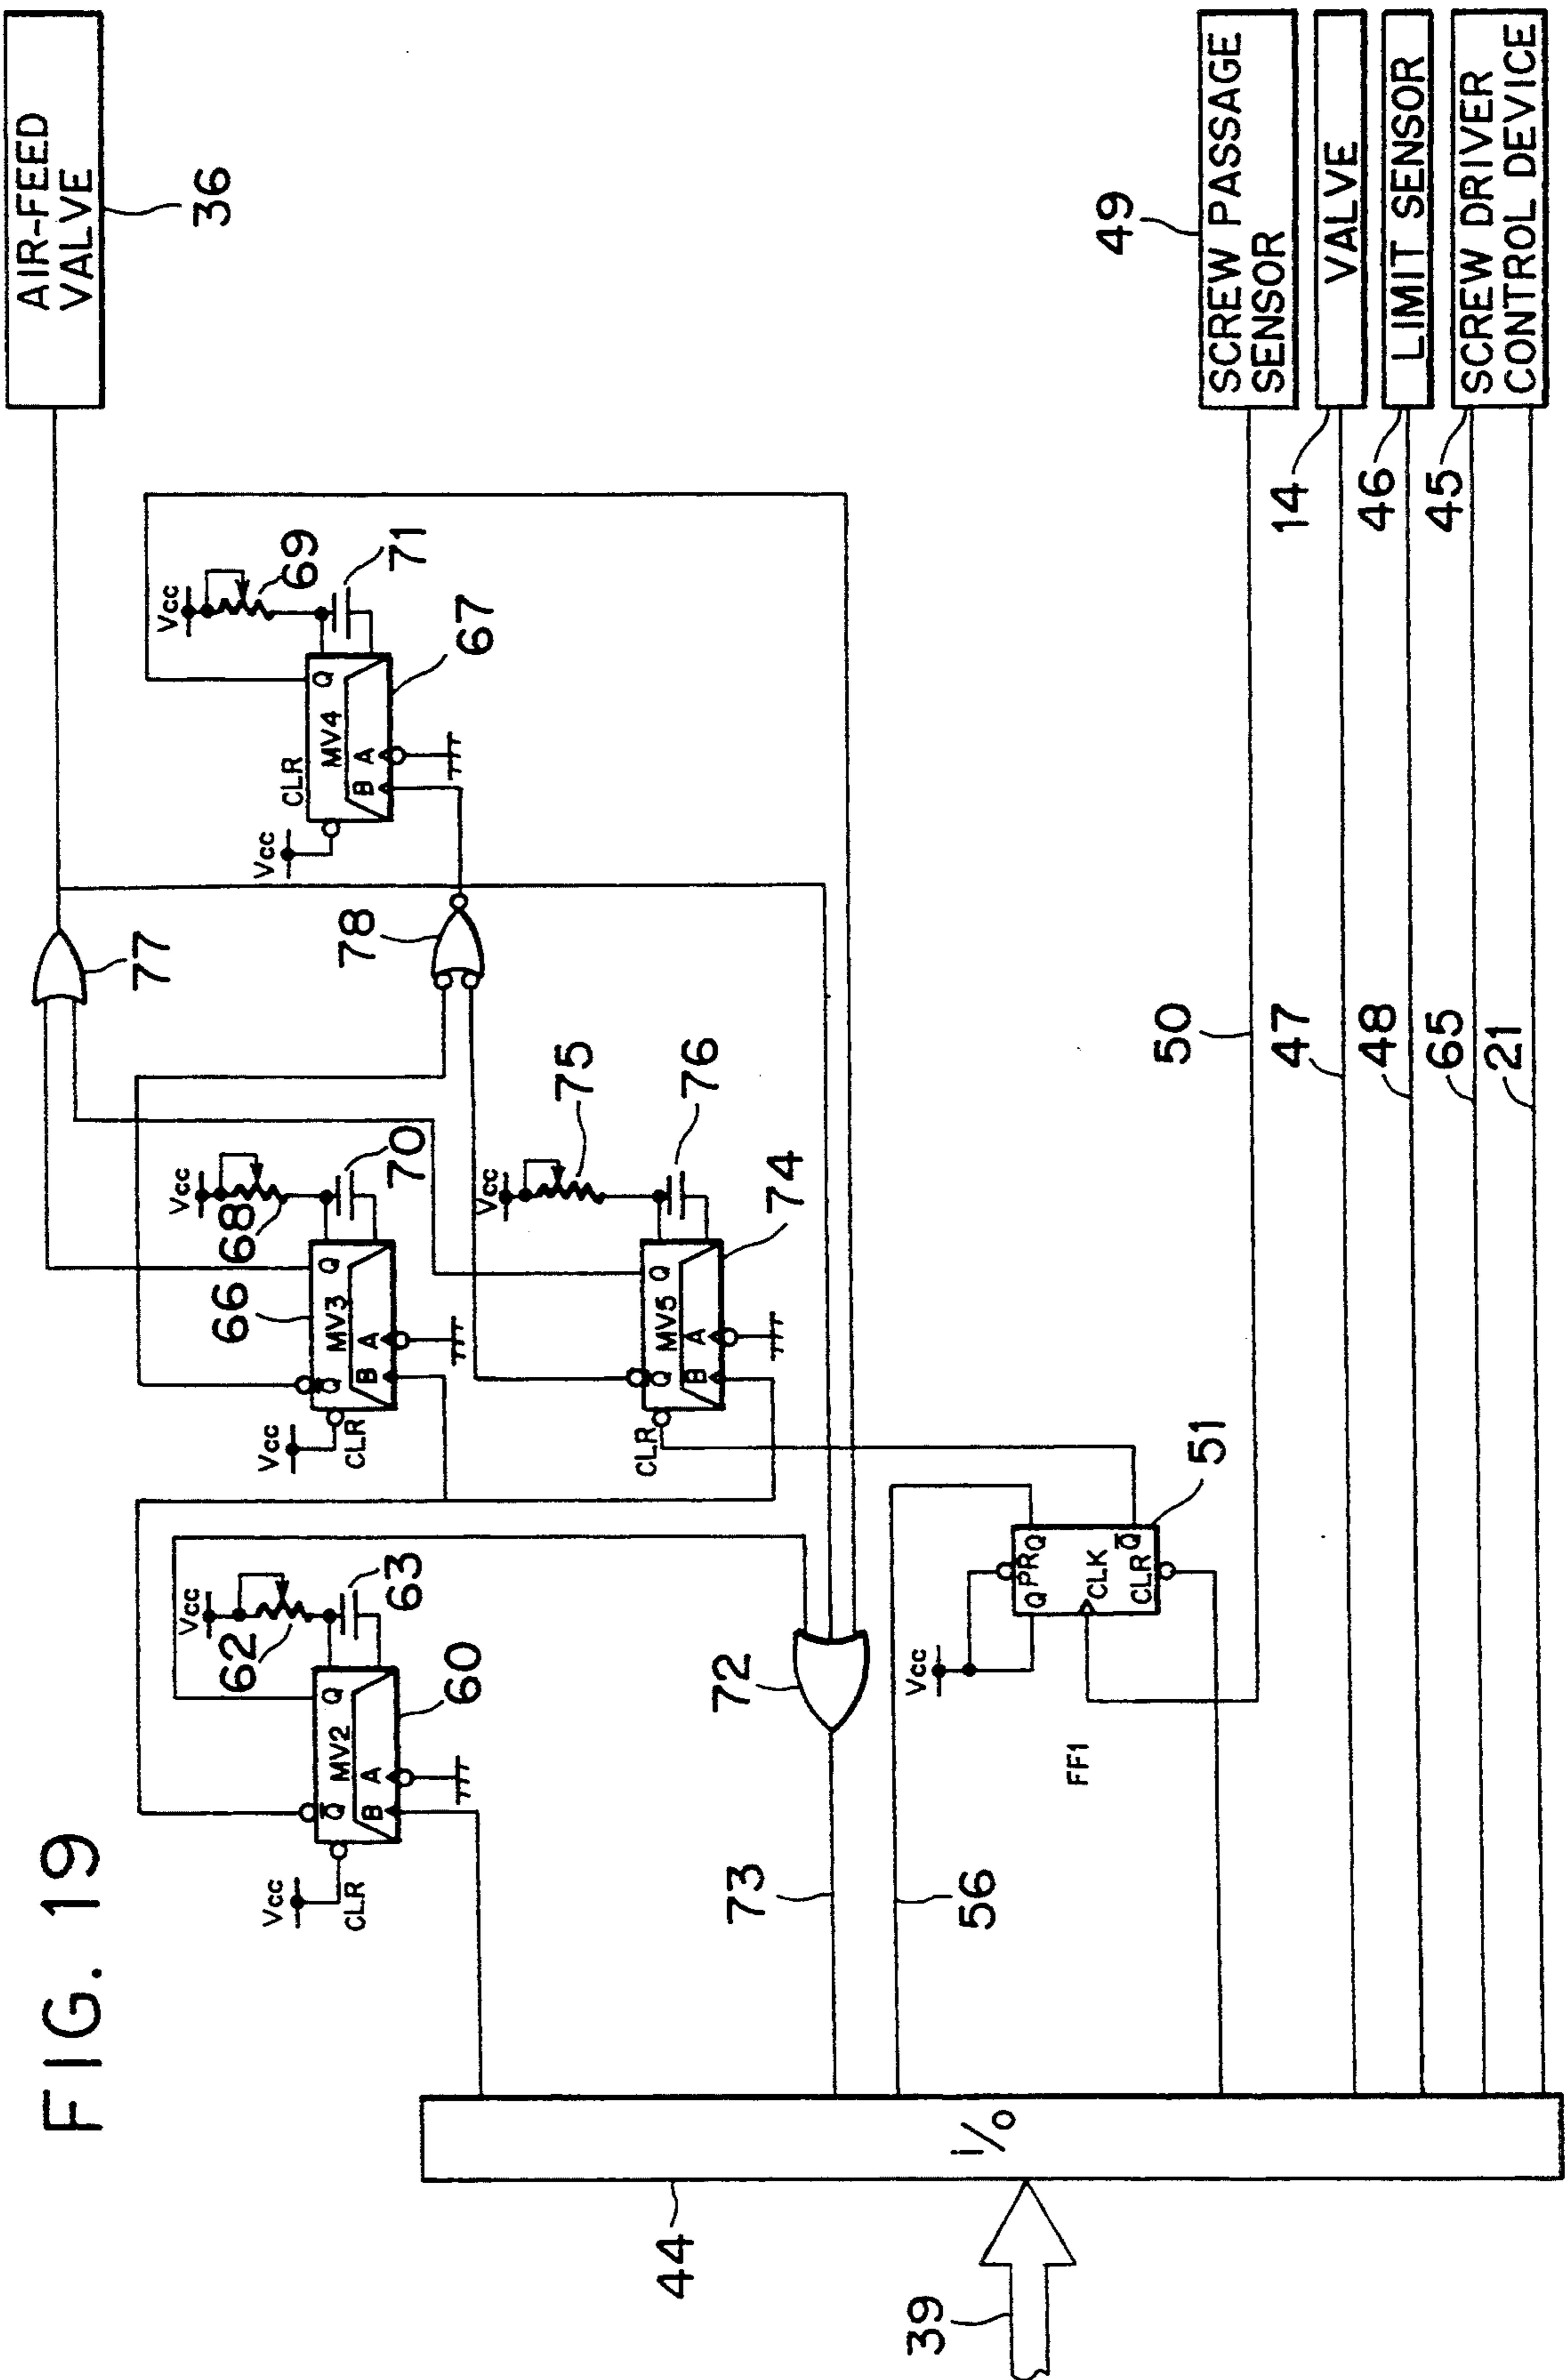 FIG. 19
AIR-FEED
VALVE
36
77
Vcc
69
71
Q
MV4
CLR
A
B
67
Vcc
78
Vcc
68
70
66
Q
MV3
Q
A
B
Vcc
CLR
Vcc
75
76
74
Q
MV5
Q
A
B
CLR
Vcc
62
63
60
Q
MV2
Q̅
A
B
Vcc
CLR
72
73
56
Vcc
Q
PR
Q
CLK
Q̅
CLR
51
FF1
50
49
SCREW PASSAGE
SENSOR
14
VALVE
47
46
LIMIT SENSOR
48
45
SCREW DRIVER
CONTROL DEVICE
65
21
I/O
44
39